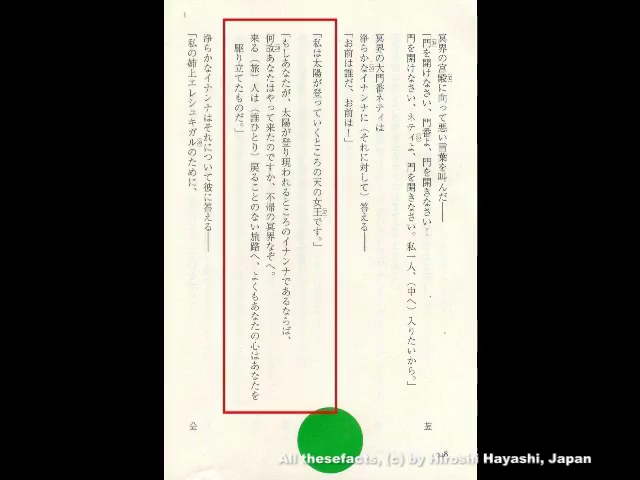 冥界の宮殿に向って悪い言葉を叫んだ――
「門を開けなさい、門番よ、門を開きなさい！
門を開けなさい、ネティよ、門を開きなさい。私一人、（中へ）入りたいから。」
冥界の大門番ネティは
浄らかなイナンナに（それに対して）答える――
「お前は誰だ、お前は！」
「私は太陽が登っていくところの天の女王です。」
「もしあなたが、太陽が登り現われるところのイナンナであるならば、
何故あなたはやって来たのですか、不帰の冥界なぞへ。
来る（旅）人は（誰ひとり）戻ることのない旅路へ、よくもあなたの心はあなたを
駆り立てたものだ。」
浄らかなイナンナはそれについて彼に答える――
「私の姉上エレシュキガルのために、
All thesefacts, (c) by Hiroshi Hayashi, Japan